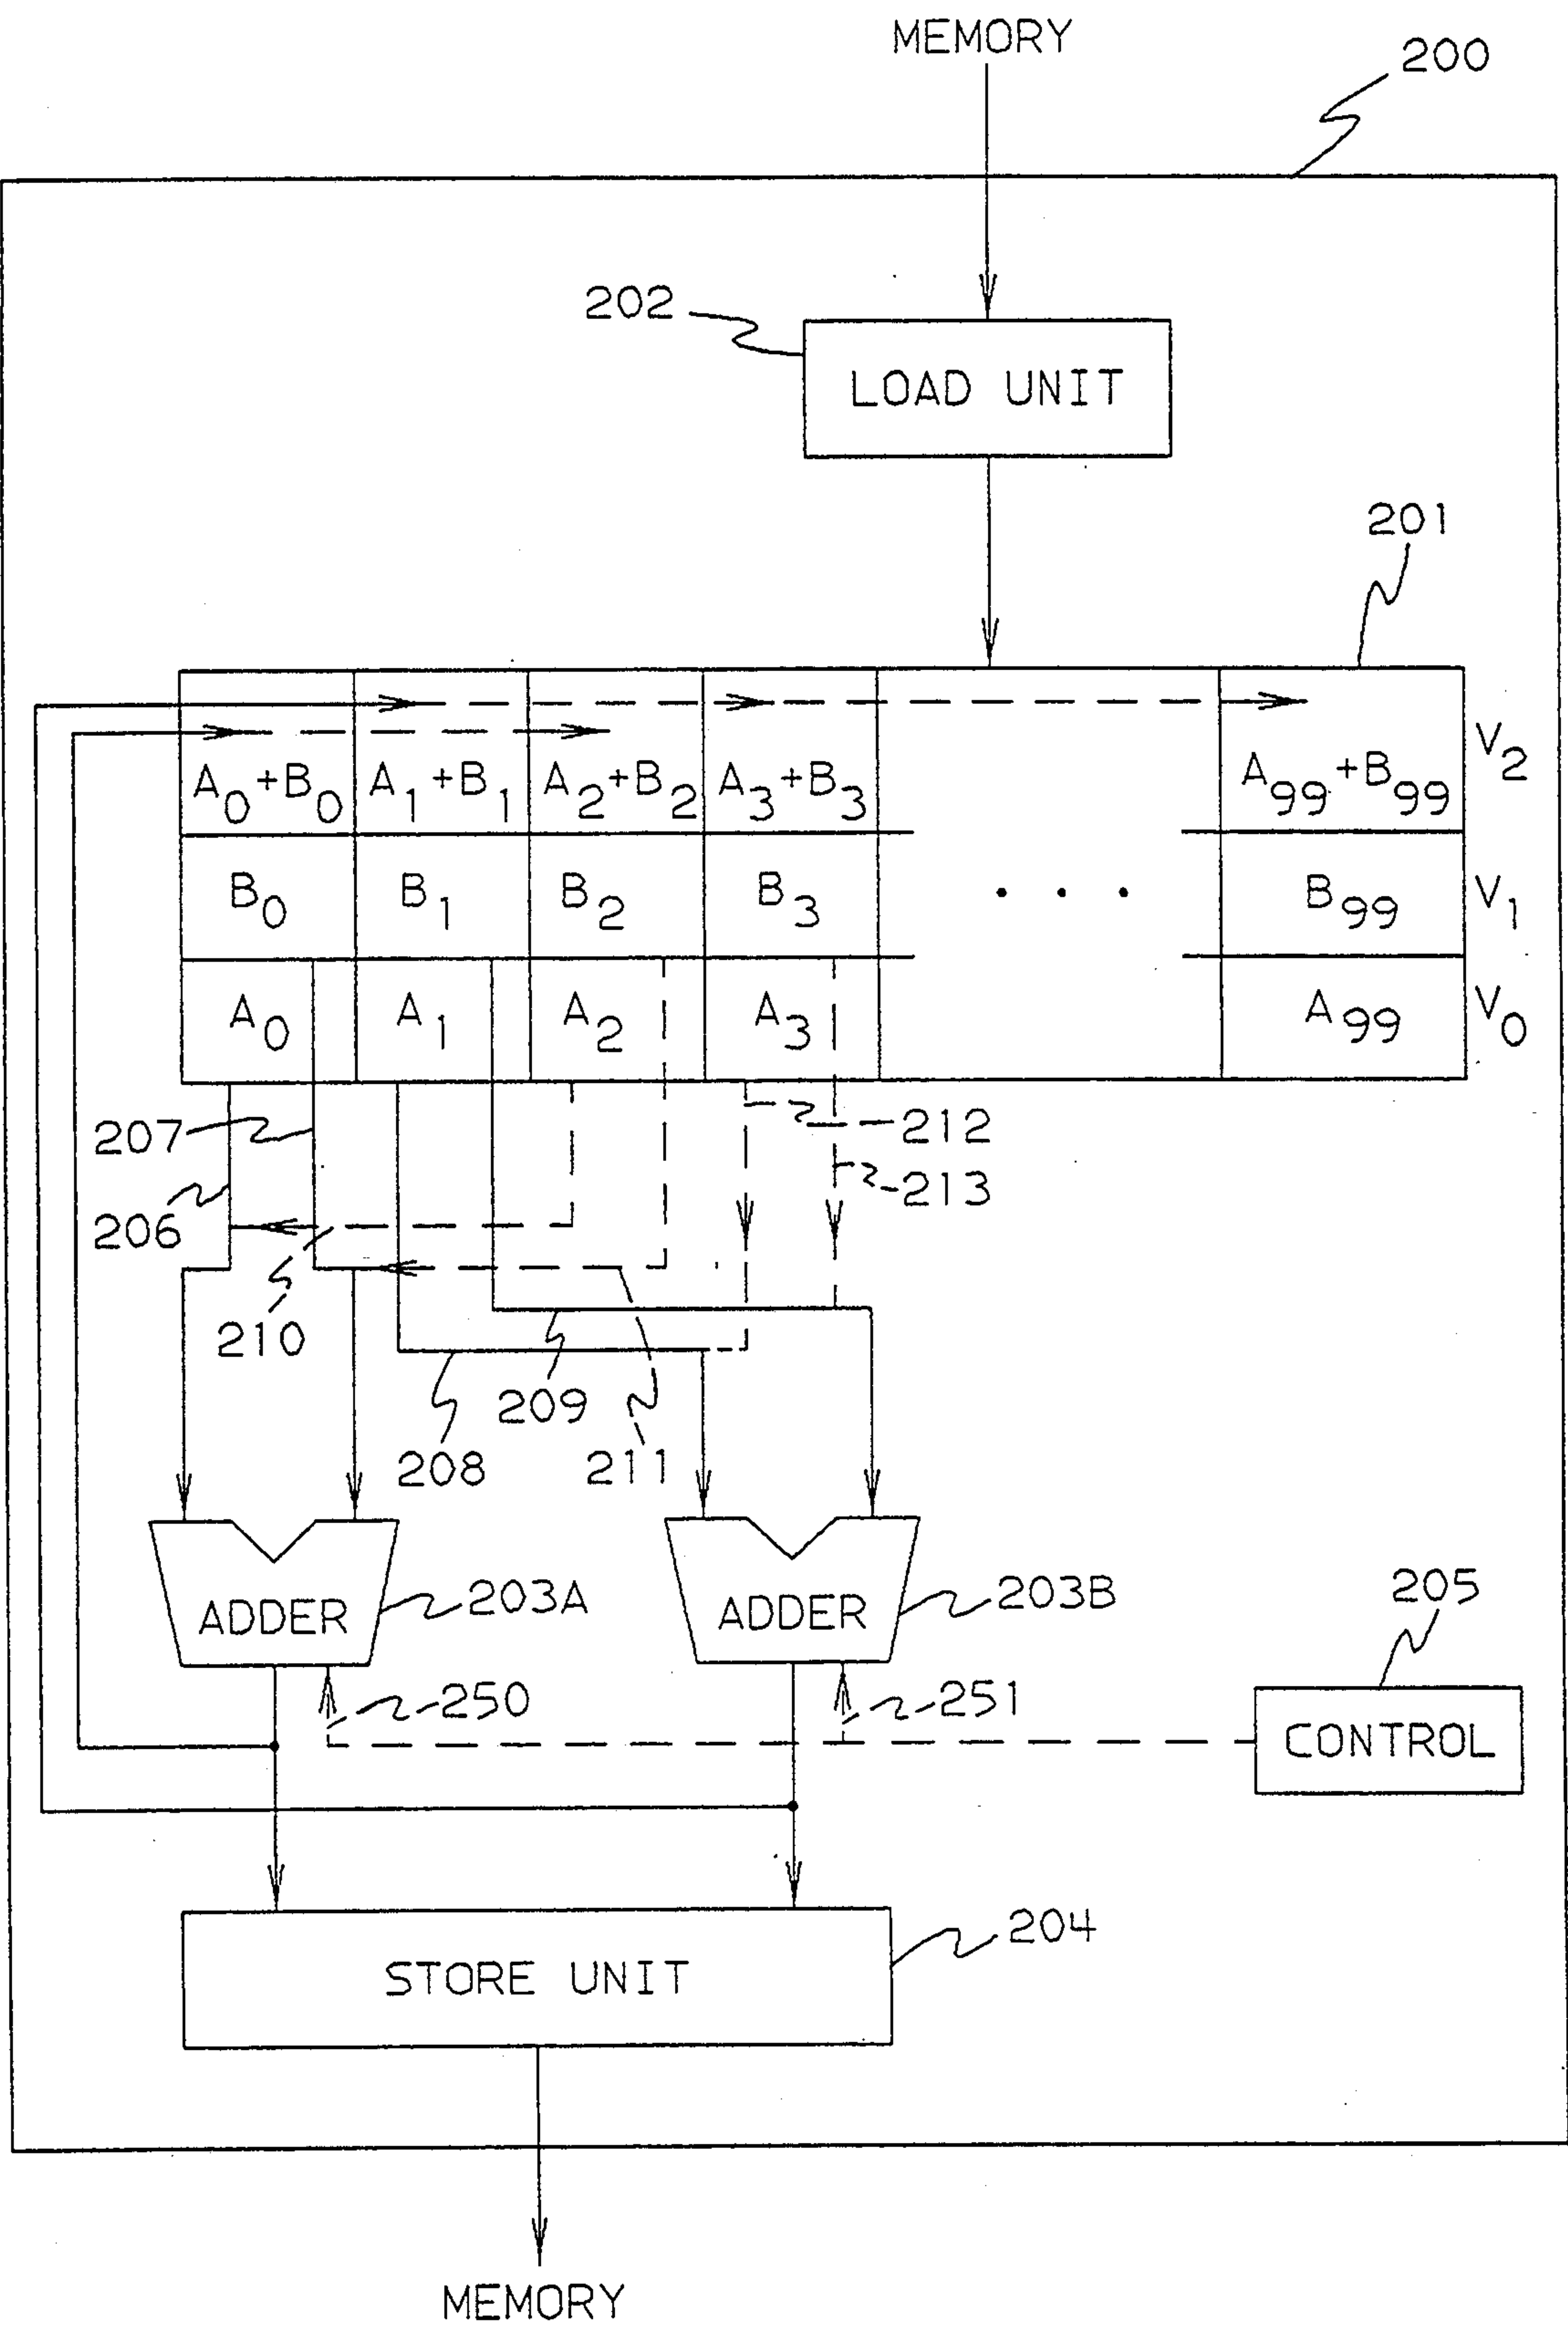 MEMORY
200
202
LOAD UNIT
201
A₀+B₀ A₁+B₁ A₂+B₂ A₃+B₃ A₉₉+B₉₉ V₂
B₀ B₁ B₂ B₃ . . . B₉₉ V₁
A₀ A₁ A₂ A₃ A₉₉ V₀
207 212
206 213
210
209
208 211
ADDER 203A ADDER 203B 205
250 251 CONTROL
204
STORE UNIT
MEMORY